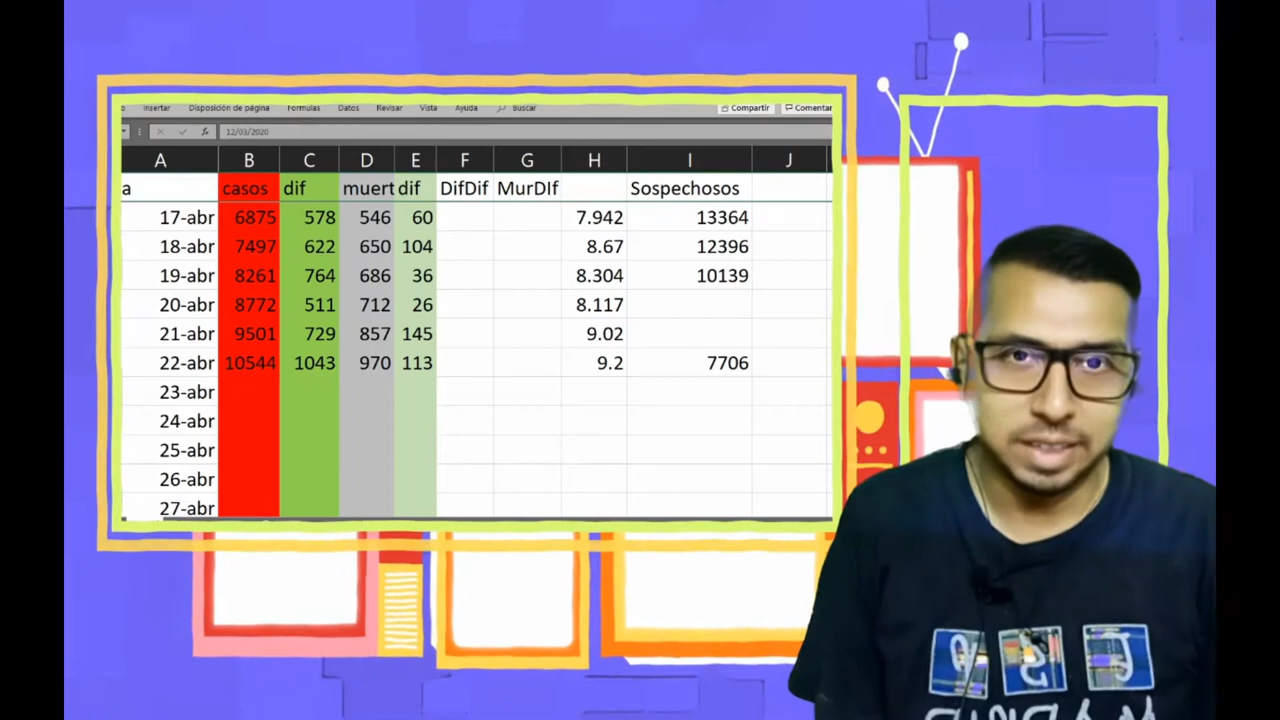 Insertar Disposición de página Formulas Datos Revisar Vista Ayuda Buscar Compartir Comentar
fx 12/03/2020
A B C D E F G H I J
a casos dif muert dif DifDif MurDIf Sospechosos
17-abr 6875 578 546 60 7.942 13364
18-abr 7497 622 650 104 8.67 12396
19-abr 8261 764 686 36 8.304 10139
20-abr 8772 511 712 26 8.117
21-abr 9501 729 857 145 9.02
22-abr 10544 1043 970 113 9.2 7706
23-abr
24-abr
25-abr
26-abr
27-abr